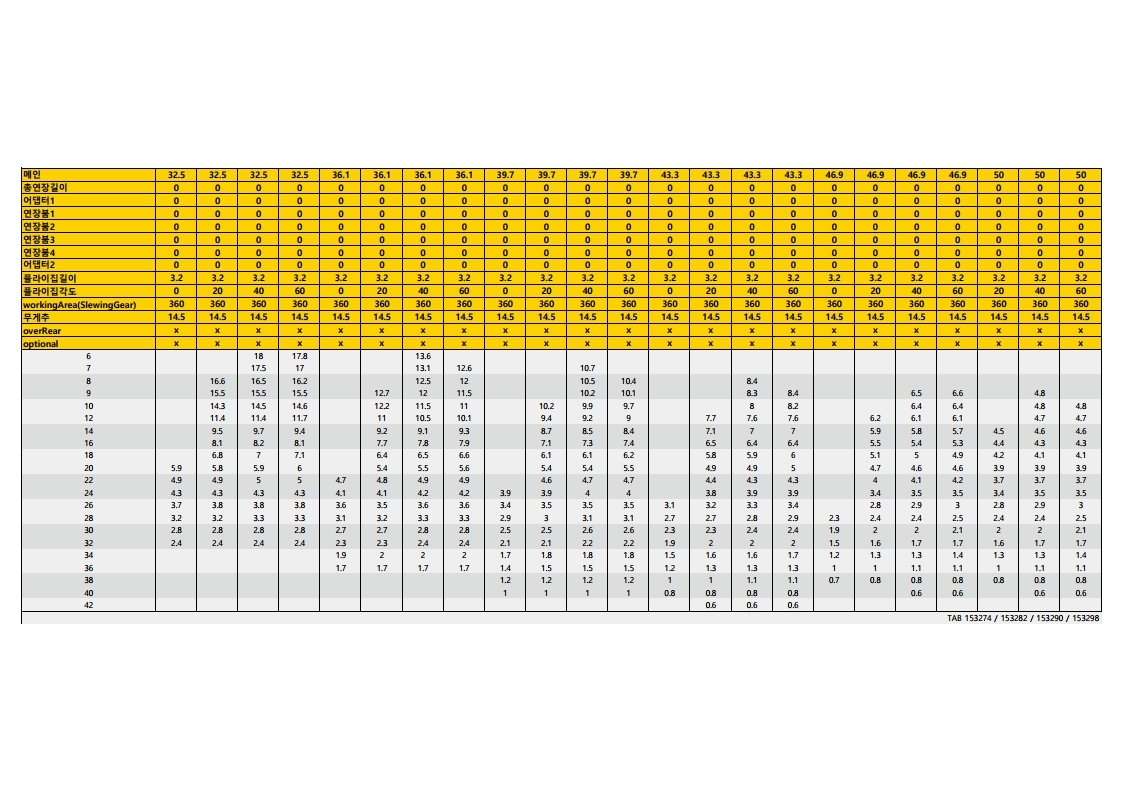 메인 32.5 32.5 32.5 32.5 36.1 36.1 36.1 36.1 39.7 39.7 39.7 39.7 43.3 43.3 43.3 43.3 46.9 46.9 46.9 46.9 50 50 50
총연장길이 0 0 0 0 0 0 0 0 0 0 0 0 0 0 0 0 0 0 0 0 0 0 0
어댑터1 0 0 0 0 0 0 0 0 0 0 0 0 0 0 0 0 0 0 0 0 0 0 0
연장붐1 0 0 0 0 0 0 0 0 0 0 0 0 0 0 0 0 0 0 0 0 0 0 0
연장붐2 0 0 0 0 0 0 0 0 0 0 0 0 0 0 0 0 0 0 0 0 0 0 0
연장붐3 0 0 0 0 0 0 0 0 0 0 0 0 0 0 0 0 0 0 0 0 0 0 0
연장붐4 0 0 0 0 0 0 0 0 0 0 0 0 0 0 0 0 0 0 0 0 0 0 0
어댑터2 0 0 0 0 0 0 0 0 0 0 0 0 0 0 0 0 0 0 0 0 0 0 0
플라이집길이 3.2 3.2 3.2 3.2 3.2 3.2 3.2 3.2 3.2 3.2 3.2 3.2 3.2 3.2 3.2 3.2 3.2 3.2 3.2 3.2 3.2 3.2 3.2
플라이집각도 0 20 40 60 0 20 40 60 0 20 40 60 0 20 40 60 0 20 40 60 20 40 60
workingArea(SlewingGear) 360 360 360 360 360 360 360 360 360 360 360 360 360 360 360 360 360 360 360 360 360 360 360
무게추 14.5 14.5 14.5 14.5 14.5 14.5 14.5 14.5 14.5 14.5 14.5 14.5 14.5 14.5 14.5 14.5 14.5 14.5 14.5 14.5 14.5 14.5 14.5
overRear x x x x x x x x x x x x x x x x x x x x x x x
optional x x x x x x x x x x x x x x x x x x x x x x x
6 18 17.8 13.6
7 17.5 17 13.1 12.6 10.7
8 16.6 16.5 16.2 12.5 12 10.5 10.4 8.4
9 15.5 15.5 15.5 12.7 12 11.5 10.2 10.1 8.3 8.4 6.5 6.6 4.8
10 14.3 14.5 14.6 12.2 11.5 11 10.2 9.9 9.7 8 8.2 6.4 6.4 4.8 4.8
12 11.4 11.4 11.7 11 10.5 10.1 9.4 9.2 9 7.7 7.6 7.6 6.2 6.1 6.1 4.7 4.7
14 9.5 9.7 9.4 9.2 9.1 9.3 8.7 8.5 8.4 7.1 7 7 5.9 5.8 5.7 4.5 4.6 4.6
16 8.1 8.2 8.1 7.7 7.8 7.9 7.1 7.3 7.4 6.5 6.4 6.4 5.5 5.4 5.3 4.4 4.3 4.3
18 6.8 7 7.1 6.4 6.5 6.6 6.1 6.1 6.2 5.8 5.9 6 5.1 5 4.9 4.2 4.1 4.1
20 5.9 5.8 5.9 6 5.4 5.5 5.6 5.4 5.4 5.5 4.9 4.9 5 4.7 4.6 4.6 3.9 3.9 3.9
22 4.9 4.9 5 5 4.7 4.8 4.9 4.9 4.6 4.7 4.7 4.4 4.3 4.3 4 4.1 4.2 3.7 3.7 3.7
24 4.3 4.3 4.3 4.3 4.1 4.1 4.2 4.2 3.9 3.9 4 4 3.8 3.9 3.9 3.4 3.5 3.5 3.4 3.5 3.5
26 3.7 3.8 3.8 3.8 3.6 3.5 3.6 3.6 3.4 3.5 3.5 3.5 3.1 3.2 3.3 3.4 2.8 2.9 3 2.8 2.9 3
28 3.2 3.2 3.3 3.3 3.1 3.2 3.3 3.3 2.9 3 3.1 3.1 2.7 2.7 2.8 2.9 2.3 2.4 2.4 2.5 2.4 2.4 2.5
30 2.8 2.8 2.8 2.8 2.7 2.7 2.8 2.8 2.5 2.5 2.6 2.6 2.3 2.3 2.4 2.4 1.9 2 2 2.1 2 2 2.1
32 2.4 2.4 2.4 2.4 2.3 2.3 2.4 2.4 2.1 2.1 2.2 2.2 1.9 2 2 2 1.5 1.6 1.7 1.7 1.6 1.7 1.7
34 1.9 2 2 2 1.7 1.8 1.8 1.8 1.5 1.6 1.6 1.7 1.2 1.3 1.3 1.4 1.3 1.3 1.4
36 1.7 1.7 1.7 1.7 1.4 1.5 1.5 1.5 1.2 1.3 1.3 1.3 1 1 1.1 1.1 1 1.1 1.1
38 1.2 1.2 1.2 1.2 1 1 1.1 1.1 0.7 0.8 0.8 0.8 0.8 0.8 0.8
40 1 1 1 1 0.8 0.8 0.8 0.8 0.6 0.6 0.6 0.6
42 0.6 0.6 0.6
TAB 153274 / 153282 / 153290 / 153298